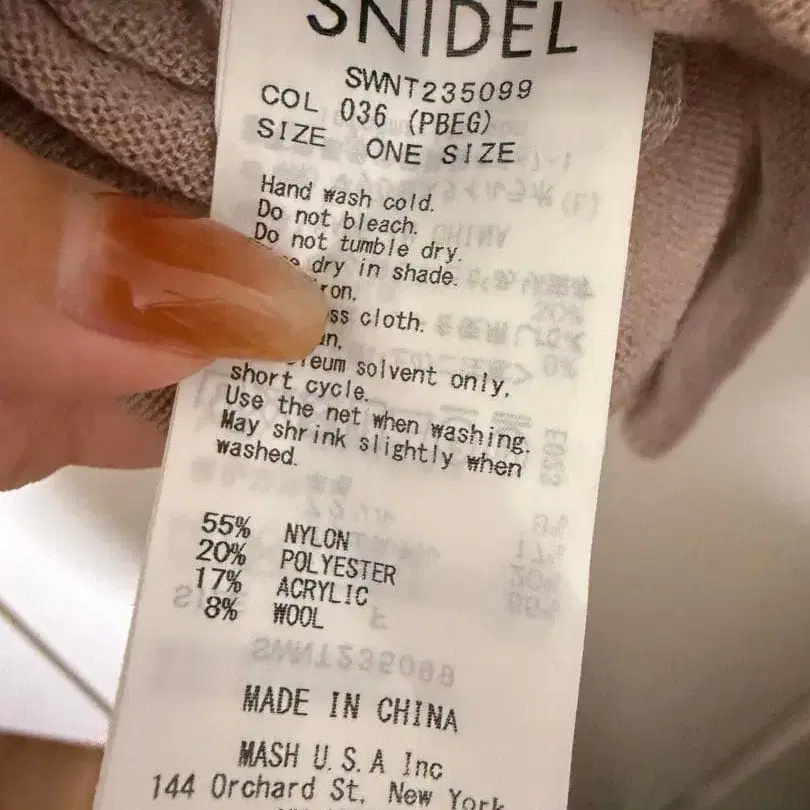 SNIDEL
SWNT235099
COL 036 (PBEG)
SIZE ONE SIZE
Hand wash cold.
Do not bleach.
Do not tumble dry.
dry in shade.
cloth.
solvent only,
short cycle.
Use the net when washing.
May shrink slightly when
washed.
55% NYLON
20% POLYESTER
17% ACRYLIC
8% WOOL
MADE IN CHINA
MASH U.S.A Inc
144 Orchard St, New York